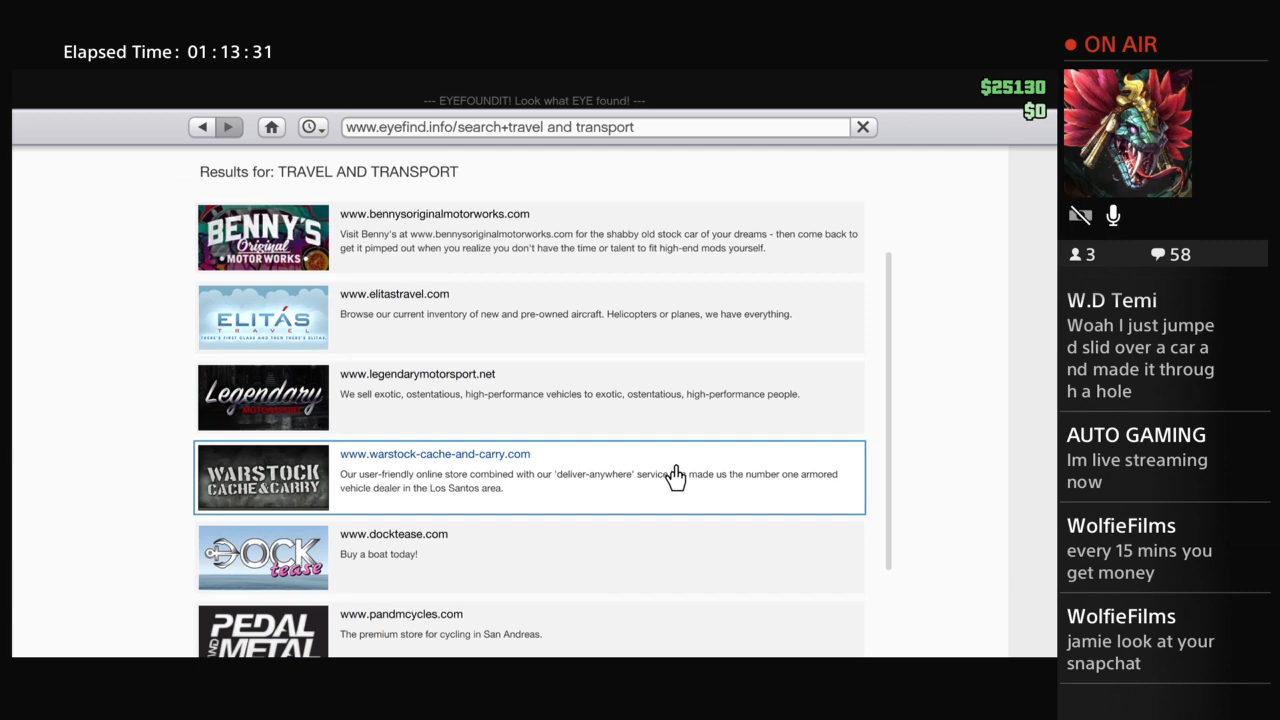 Elapsed Time: 01:13:31
ON AIR
$25130
$0
--- EYEFOUNDIT! Look what EYE found! ---
www.eyefind.info/search+travel and transport
Results for: TRAVEL AND TRANSPORT
BENNY'S
Original
MOTOR WORKS
www.bennysoriginalmotorworks.com
Visit Benny's at www.bennysoriginalmotorworks.com for the shabby old stock car of your dreams - then come back to
get it pimped out when you realize you don't have the time or talent to fit high-end mods yourself.
ELITÁS
TRAVEL
THERE'S FIRST CLASS AND THEN THERE'S ELITAS.
www.elitastravel.com
Browse our current inventory of new and pre-owned aircraft. Helicopters or planes, we have everything.
Legendary
MOTORSPORT
www.legendarymotorsport.net
We sell exotic, ostentatious, high-performance vehicles to exotic, ostentatious, high-performance people.
WARSTOCK
CACHE & CARRY
www.warstock-cache-and-carry.com
Our user-friendly online store combined with our 'deliver-anywhere' service made us the number one armored
vehicle dealer in the Los Santos area.
DOCK
tease
www.docktease.com
Buy a boat today!
PEDAL
AND
METAL
www.pandmcycles.com
The premium store for cycling in San Andreas.
3
58
W.D Temi
Woah I just jumpe
d slid over a car a
nd made it throug
h a hole
AUTO GAMING
Im live streaming
now
WolfieFilms
every 15 mins you
get money
WolfieFilms
jamie look at your
snapchat